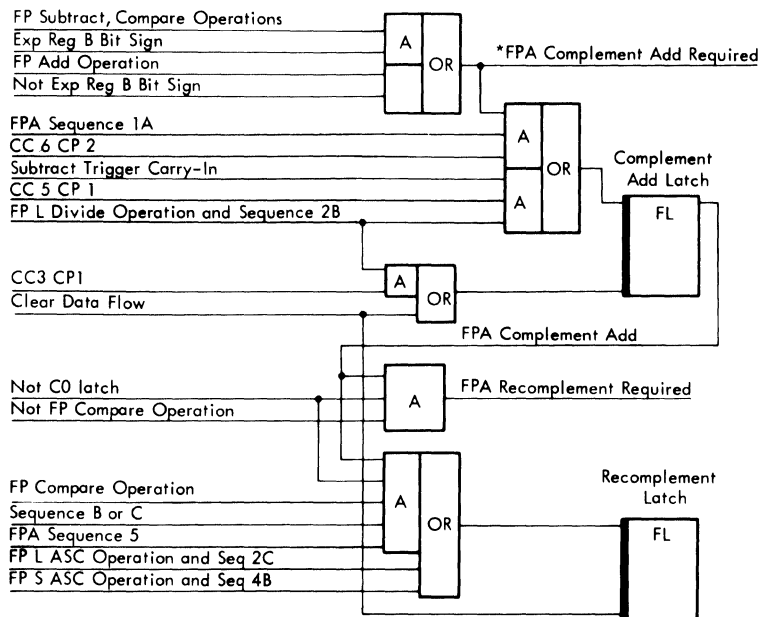 FP Subtract, Compare Operations
Exp Reg B Bit Sign
FP Add Operation
Not Exp Reg B Bit Sign
A
OR
*FPA Complement Add Required
FPA Sequence 1A
CC 6 CP 2
Subtract Trigger Carry-In
CC 5 CP 1
FP L Divide Operation and Sequence 2B
A
A
OR
Complement
Add Latch
FL
CC3 CP1
Clear Data Flow
A
OR
FPA Complement Add
Not C0 latch
Not FP Compare Operation
A
FPA Recomplement Required
FP Compare Operation
Sequence B or C
FPA Sequence 5
FP L ASC Operation and Seq 2C
FP S ASC Operation and Seq 4B
A
OR
Recomplement
Latch
FL